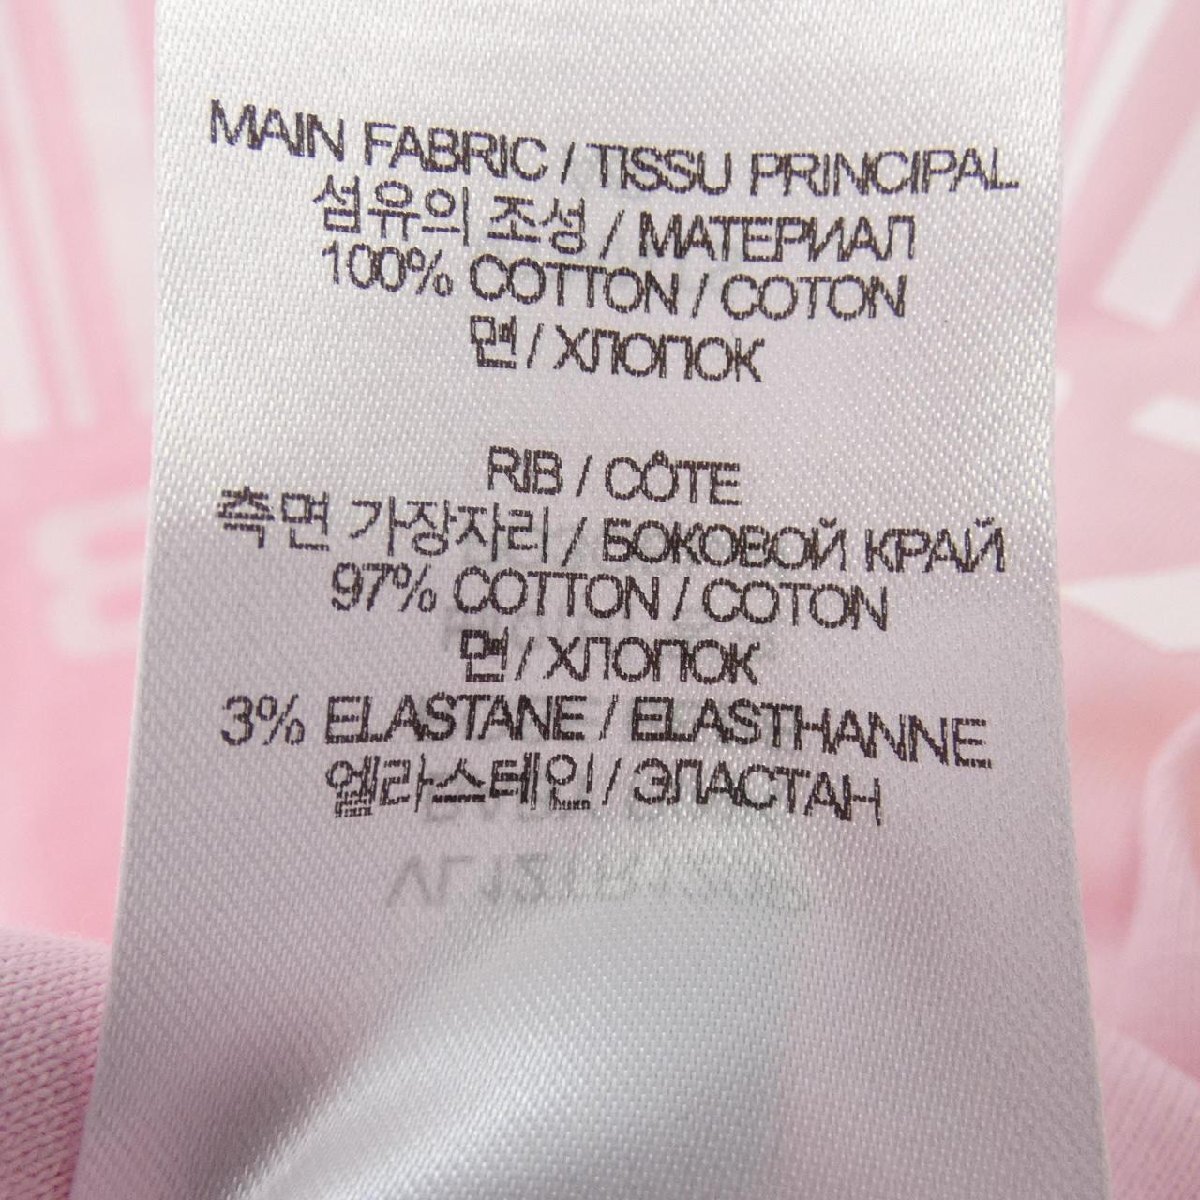 MAIN FABRIC / TISSU PRINCIPAL
섬유의 조성 / МАТЕРИАЛ
100% COTTON / COTON
면 / ХЛОПОК
RIB / CÔTE
측면 가장자리 / БОКОВОЙ КРАЙ
97% COTTON / COTON
면 / ХЛОПОК
3% ELASTANE / ELASTHANNE
엘라스테인 / ЭЛАСТАН